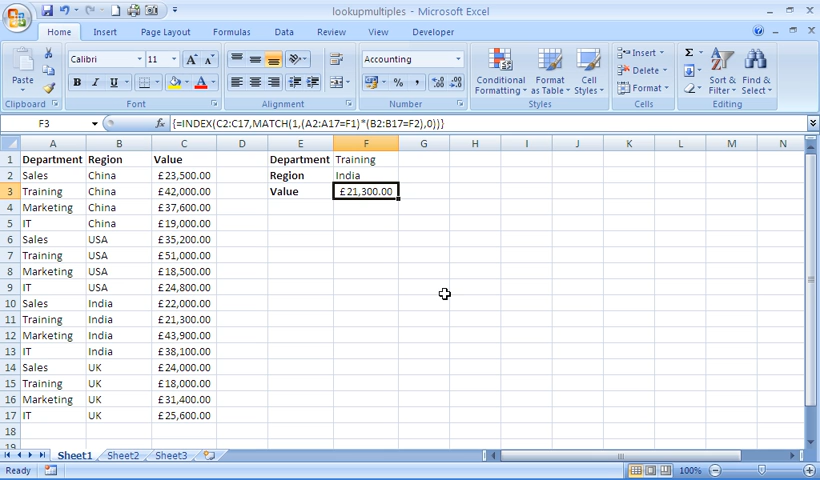 lookupmultiples - Microsoft Excel
Home Insert Page Layout Formulas Data Review View Developer
Paste
Clipboard
Calibri 11 A A
B I U A
Font
Alignment
Accounting
% , .0 .00 .00 .0
Number
Conditional Formatting
Format as Table
Cell Styles
Styles
Insert
Delete
Format
Cells
Σ
Sort & Filter
Find & Select
Editing
F3 fx {=INDEX(C2:C17,MATCH(1,(A2:A17=F1)*(B2:B17=F2),0))}
A B C D E F G H I J K L M N
1 Department Region Value Department Training
2 Sales China £23,500.00 Region India
3 Training China £42,000.00 Value £21,300.00
4 Marketing China £37,600.00
5 IT China £19,000.00
6 Sales USA £35,200.00
7 Training USA £51,000.00
8 Marketing USA £18,500.00
9 IT USA £24,800.00
10 Sales India £22,000.00
11 Training India £21,300.00
12 Marketing India £43,900.00
13 IT India £38,100.00
14 Sales UK £24,000.00
15 Training UK £18,000.00
16 Marketing UK £31,400.00
17 IT UK £25,600.00
18
19
Sheet1 Sheet2 Sheet3
Ready 100%